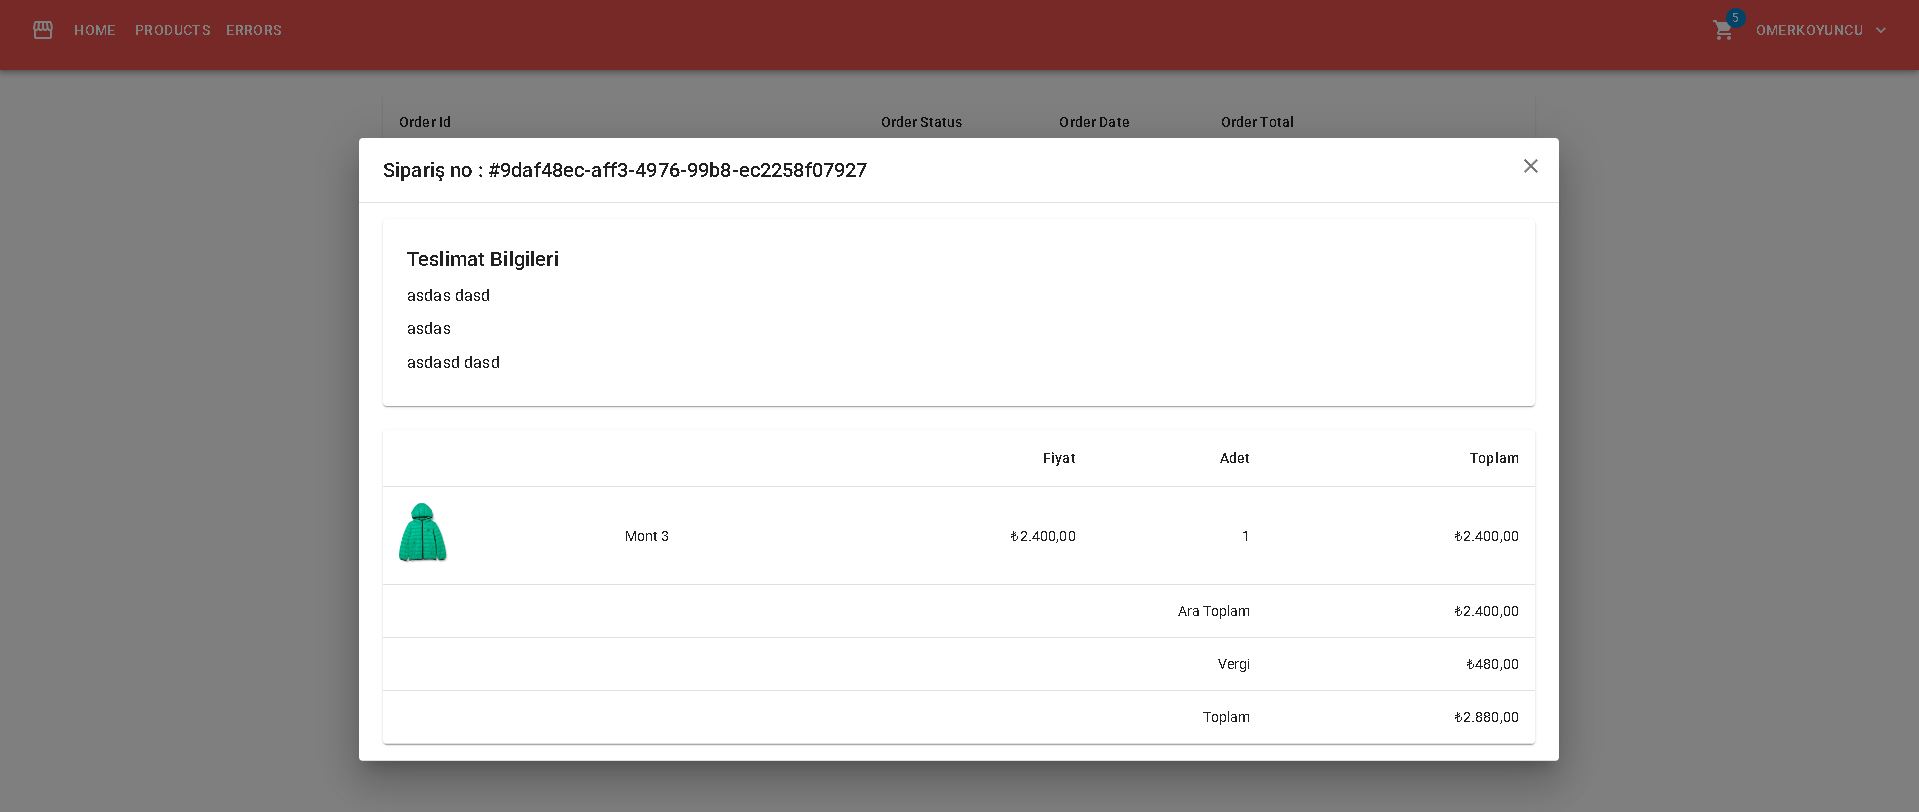 HOME PRODUCTS ERRORS 5 OMERKOYUNCU
Order Id Order Status Order Date Order Total
Sipariş no : #9daf48ec-aff3-4976-99b8-ec2258f07927
Teslimat Bilgileri
asdas dasd
asdas
asdasd dasd
Fiyat Adet Toplam
Mont 3 ₺2.400,00 1 ₺2.400,00
Ara Toplam ₺2.400,00
Vergi ₺480,00
Toplam ₺2.880,00